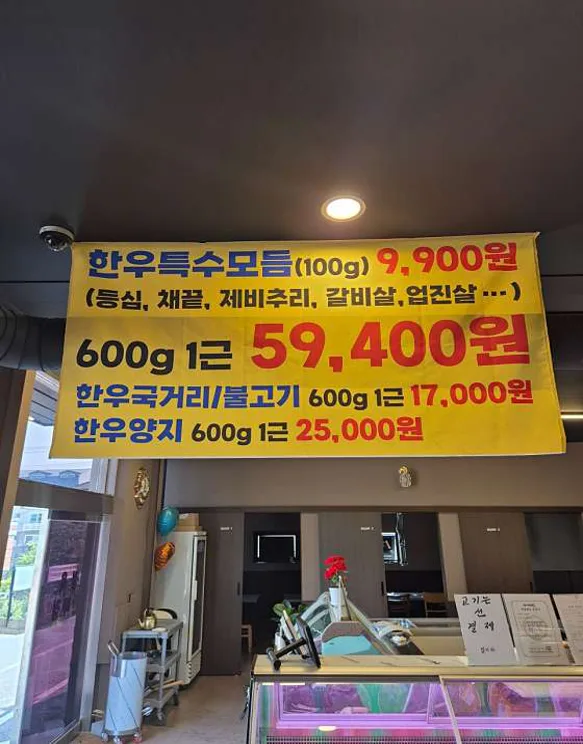 한우특수모듬(100g) 9,900원
(등심, 채끝, 제비추리, 갈비살,업진살…)
600g 1근 59,400원
한우국거리/불고기 600g 1근 17,000원
한우양지 600g 1근 25,000원
고기는
선
결제